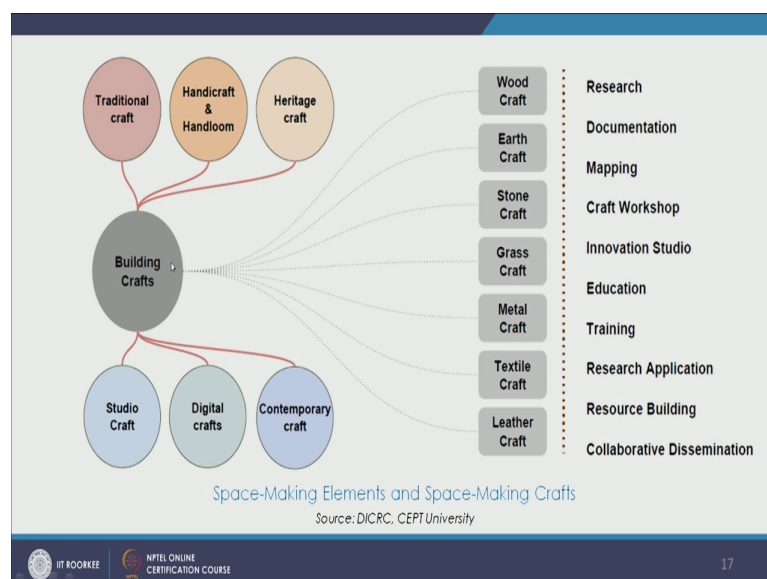 Traditional
craft
Handicraft
&
Handloom
Heritage
craft
Building
Crafts
Studio
Craft
Digital
crafts
Contemporary
craft
Wood
Craft
Earth
Craft
Stone
Craft
Grass
Craft
Metal
Craft
Textile
Craft
Leather
Craft
Research
Documentation
Mapping
Craft Workshop
Innovation Studio
Education
Training
Research Application
Resource Building
Collaborative Dissemination
Space-Making Elements and Space-Making Crafts
Source: DICRC, CEPT University
IIT ROORKEE
NPTEL ONLINE
CERTIFICATION COURSE
17